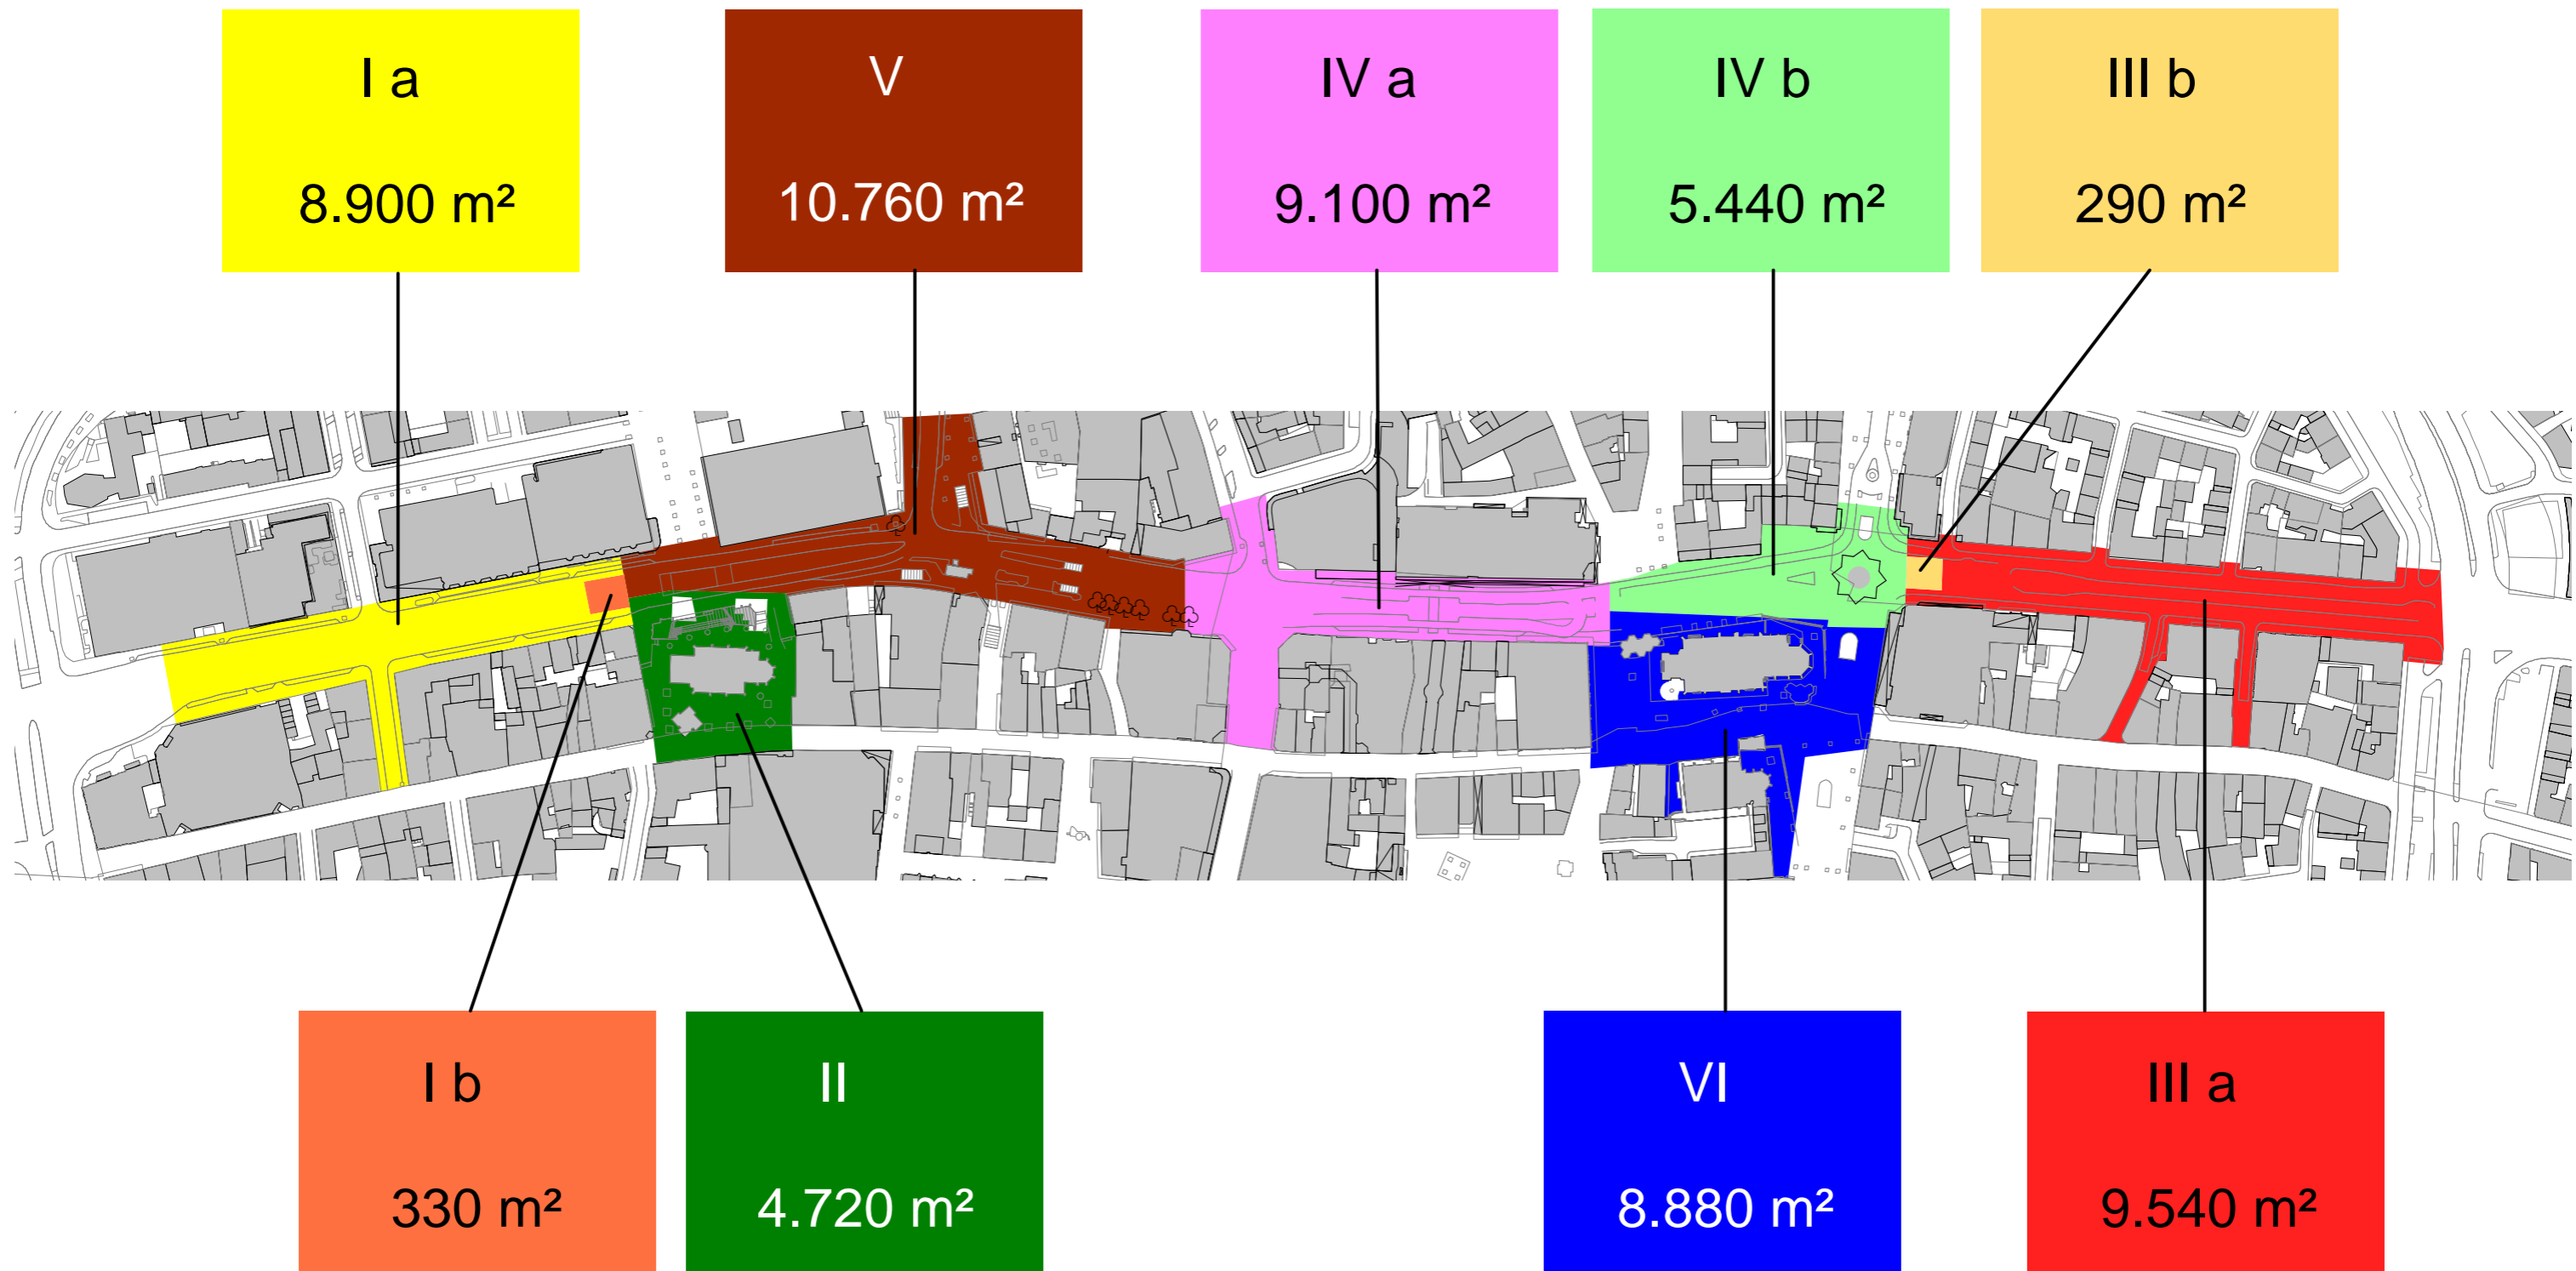 I a
8.900 m²
V
10.760 m²
IV a
9.100 m²
IV b
5.440 m²
III b
290 m²
I b
330 m²
II
4.720 m²
VI
8.880 m²
III a
9.540 m²